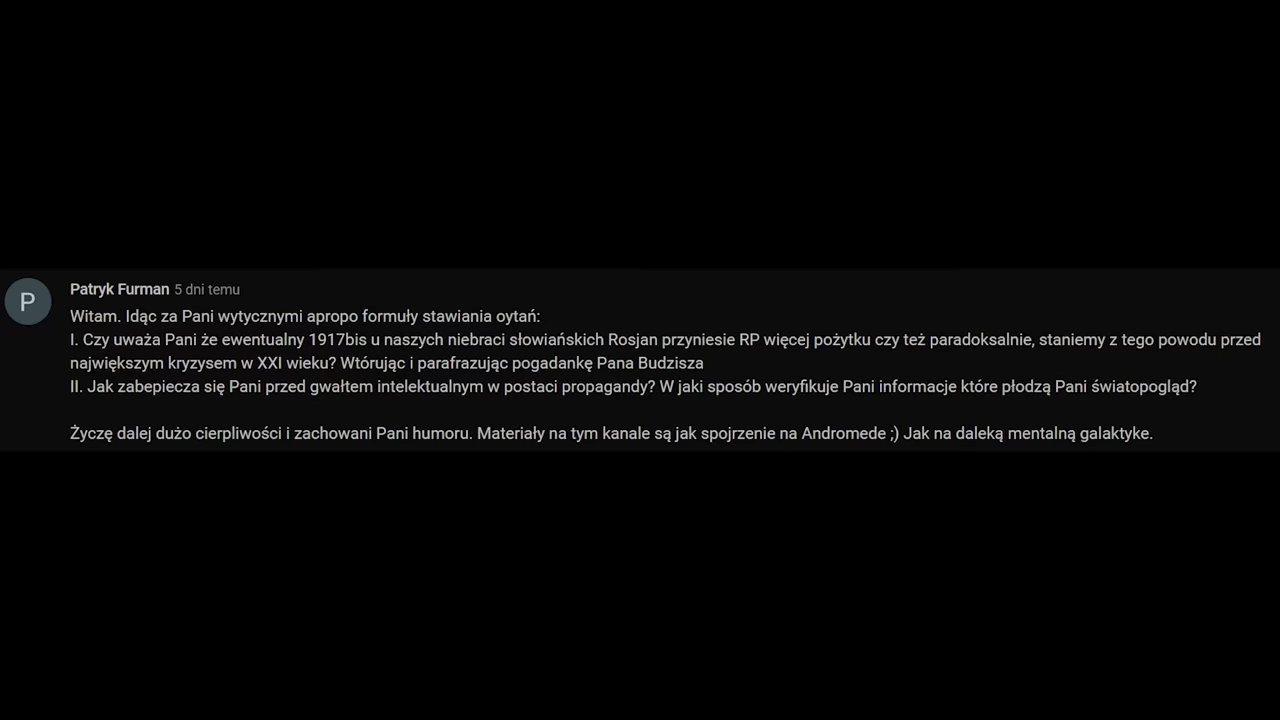 P
Patryk Furman 5 dni temu
Witam. Idąc za Pani wytycznymi apropo formuły stawiania oytań:
I. Czy uważa Pani że ewentualny 1917bis u naszych niebraci słowiańskich Rosjan przyniesie RP więcej pożytku czy też paradoksalnie, staniemy z tego powodu przed
największym kryzysem w XXI wieku? Wtórując i parafrazując pogadankę Pana Budzisza
II. Jak zabepiecza się Pani przed gwałtem intelektualnym w postaci propagandy? W jaki sposób weryfikuje Pani informacje które płodzą Pani światopogląd?
Życzę dalej dużo cierpliwości i zachowani Pani humoru. Materiały na tym kanale są jak spojrzenie na Andromede ;) Jak na daleką mentalną galaktyke.